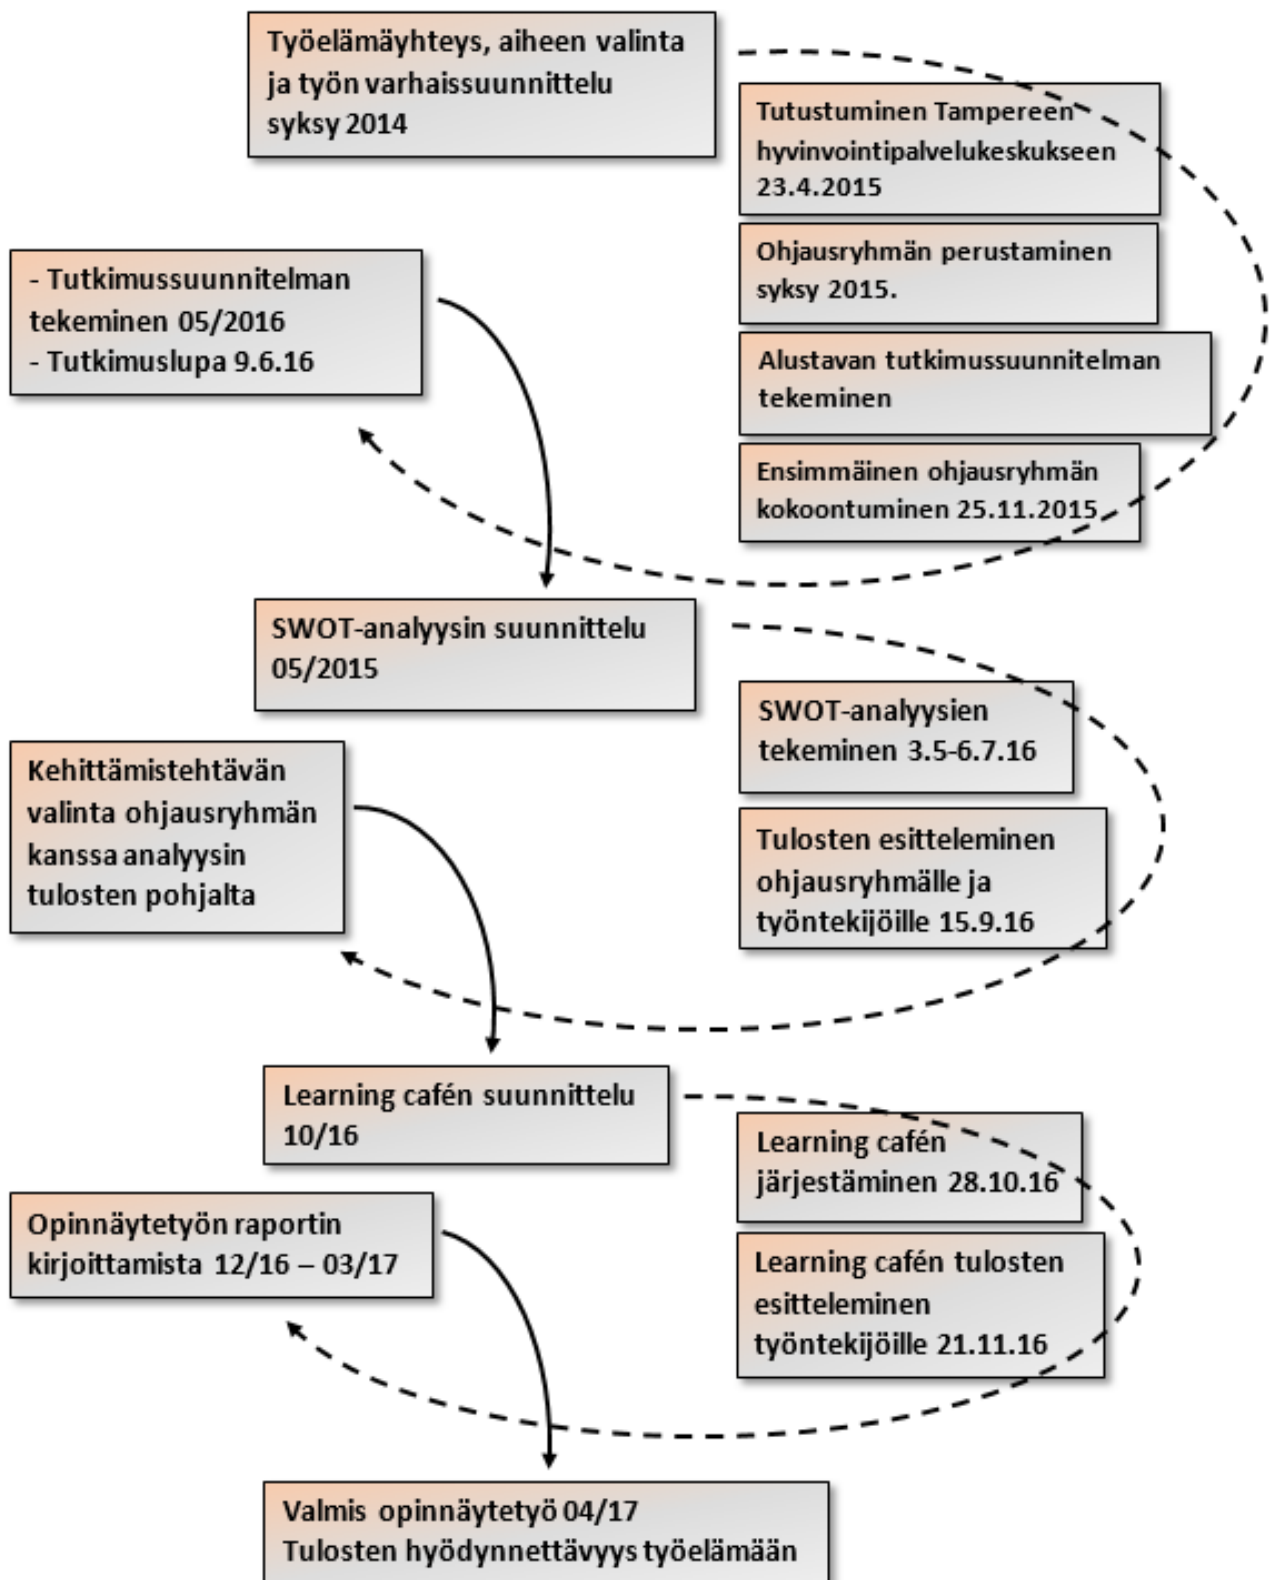 Työelämäyhteys, aiheen valinta
ja työn varhaissuunnittelu
syksy 2014
Tutustuminen Tampereen
hyvinvointipalvelukeskukseen
23.4.2015
Ohjausryhmän perustaminen
syksy 2015.
Alustavan tutkimussuunnitelman
tekeminen
Ensimmäinen ohjausryhmän
kokoontuminen 25.11.2015
- Tutkimussuunnitelman
tekeminen 05/2016
- Tutkimuslupa 9.6.16
SWOT-analyysin suunnittelu
05/2015
SWOT-analyysien
tekeminen 3.5-6.7.16
Tulosten esitteleminen
ohjausryhmälle ja
työntekijöille 15.9.16
Kehittämistehtävän
valinta ohjausryhmän
kanssa analyysin
tulosten pohjalta
Learning cafén suunnittelu
10/16
Learning cafén
järjestäminen 28.10.16
Learning cafén tulosten
esitteleminen
työntekijöille 21.11.16
Opinnäytetyön raportin
kirjoittamista 12/16 – 03/17
Valmis opinnäytetyö 04/17
Tulosten hyödynnettävyys työelämään